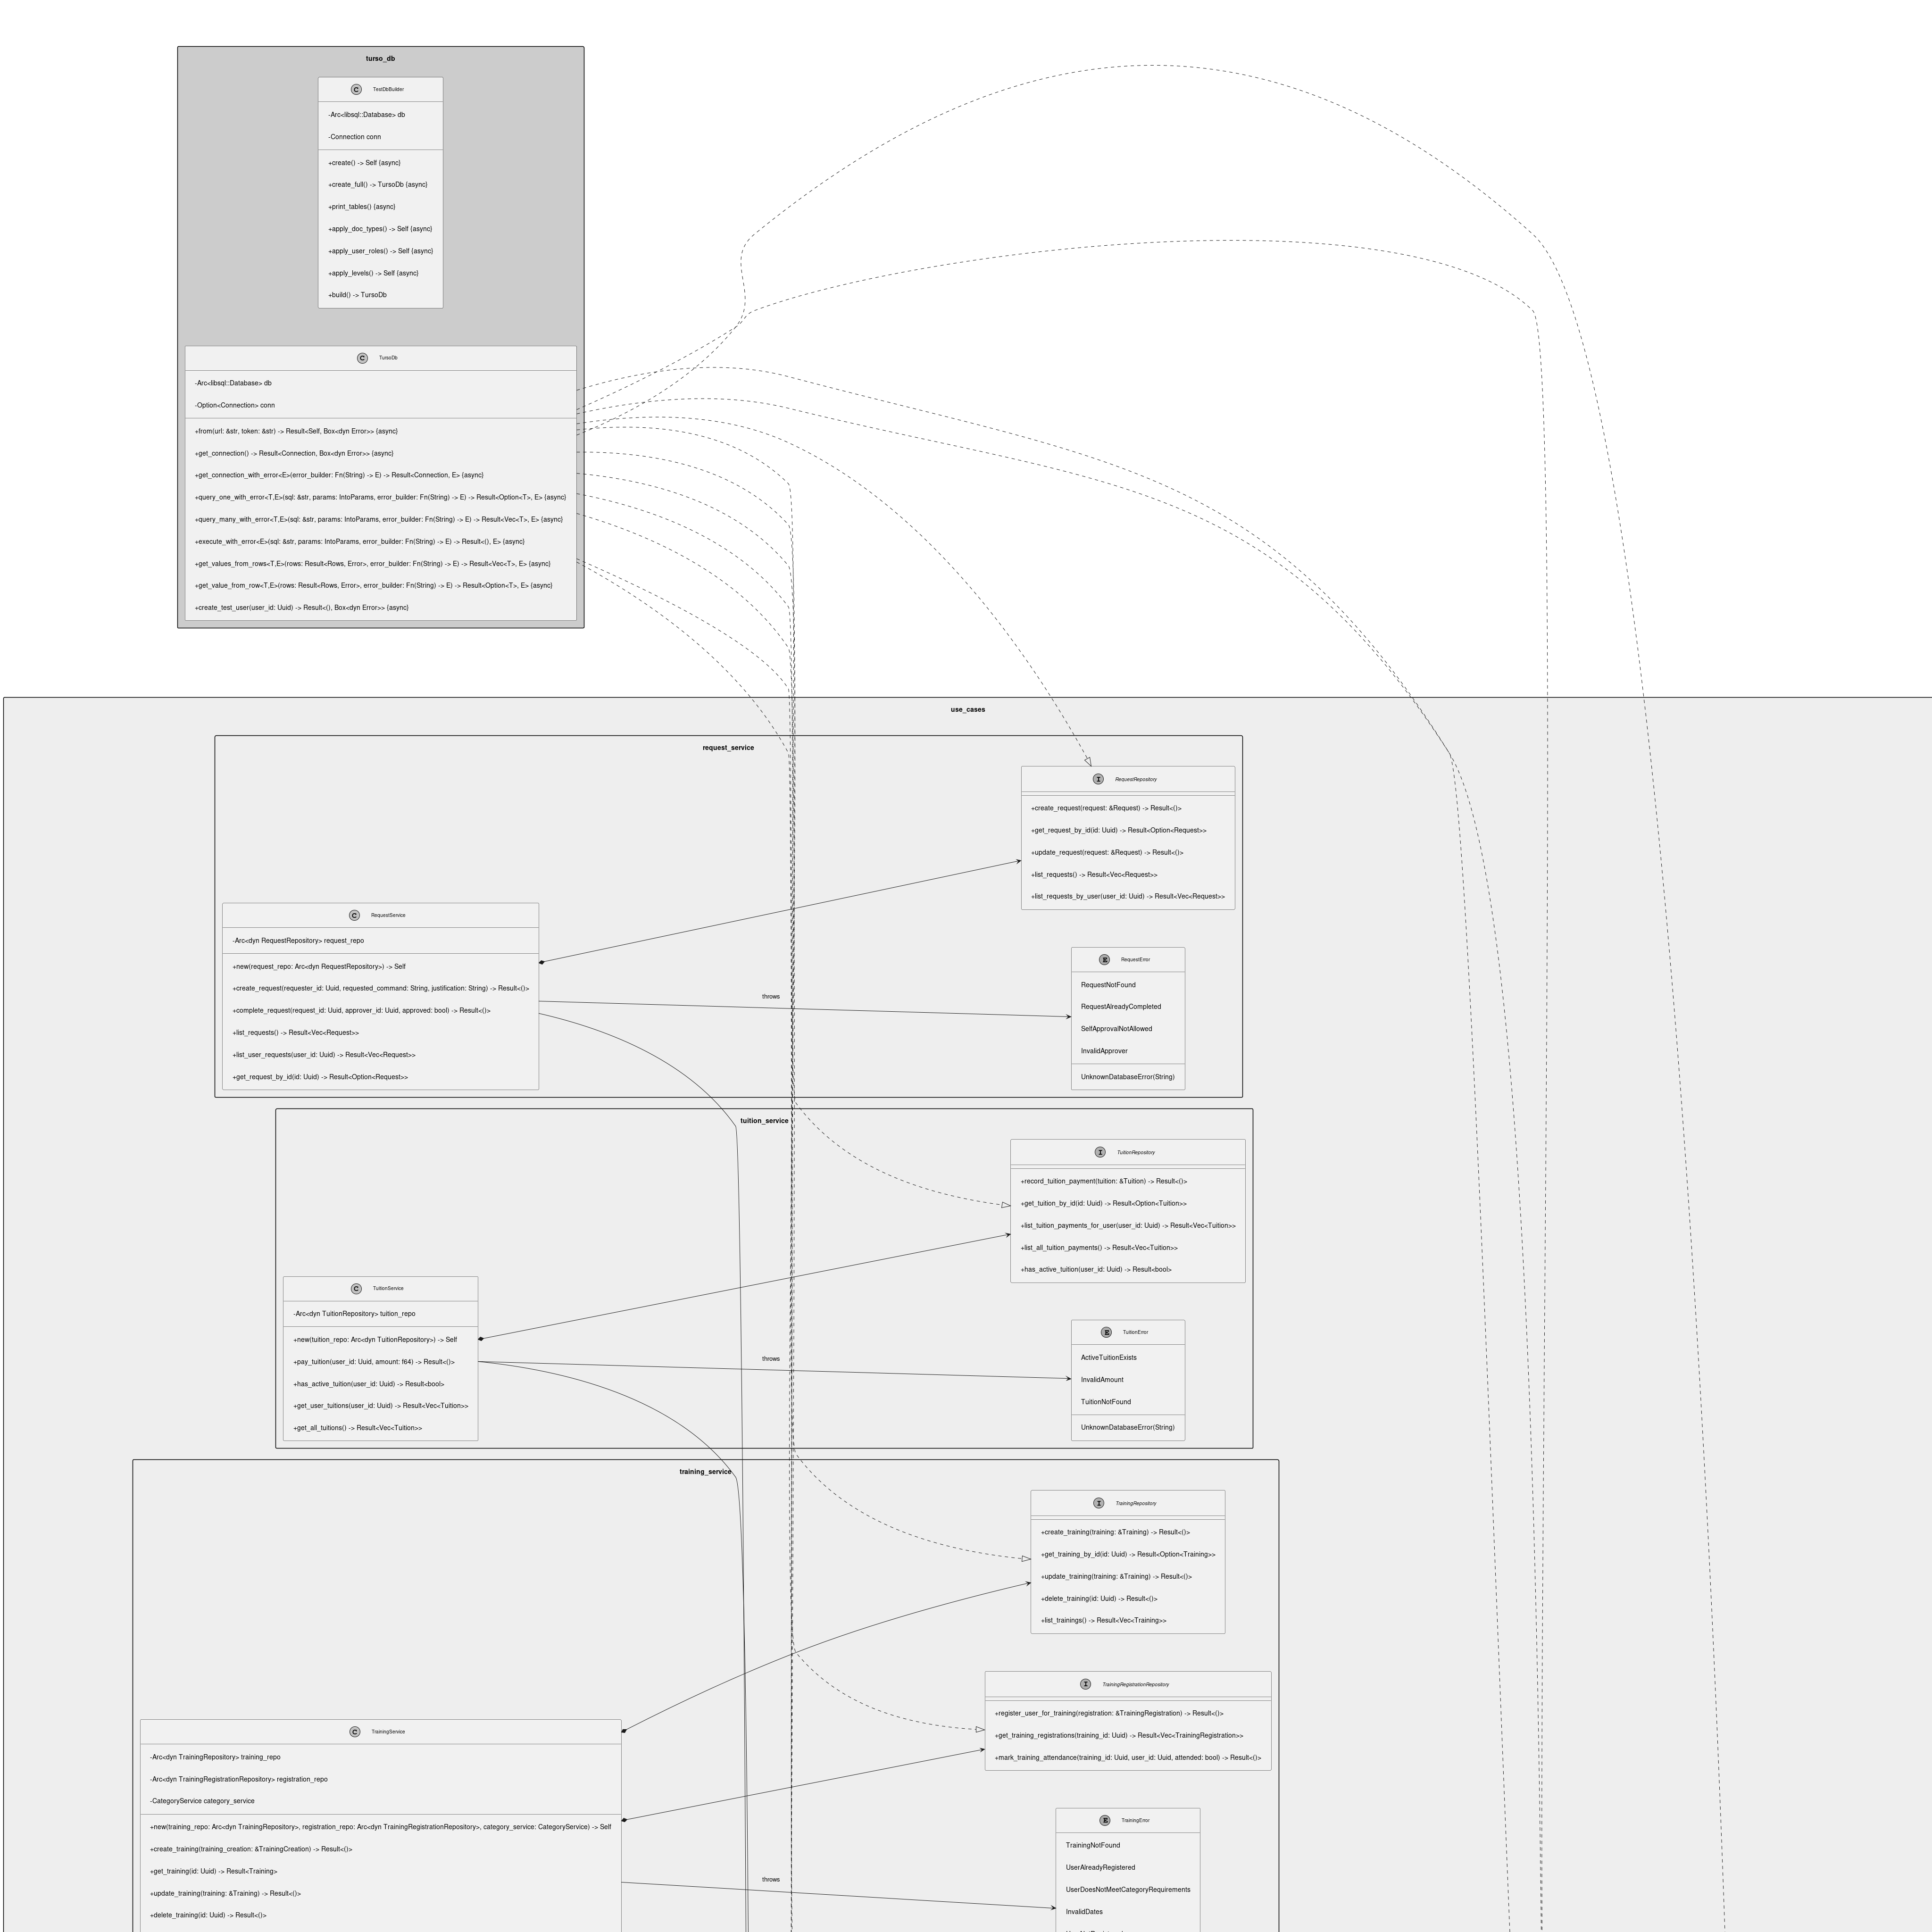 turso_db
C TestDbBuilder
-Arc<libsql::Database> db
-Connection conn
+create() -> Self {async}
+create_full() -> TursoDb {async}
+print_tables() {async}
+apply_doc_types() -> Self {async}
+apply_user_roles() -> Self {async}
+apply_levels() -> Self {async}
+build() -> TursoDb
C TursoDb
-Arc<libsql::Database> db
-Option<Connection> conn
+from(url: &str, token: &str) -> Result<Self, Box<dyn Error>> {async}
+get_connection() -> Result<Connection, Box<dyn Error>> {async}
+get_connection_with_error<E>(error_builder: Fn(String) -> E) -> Result<Connection, E> {async}
+query_one_with_error<T,E>(sql: &str, params: IntoParams, error_builder: Fn(String) -> E) -> Result<Option<T>, E> {async}
+query_many_with_error<T,E>(sql: &str, params: IntoParams, error_builder: Fn(String) -> E) -> Result<Vec<T>, E> {async}
+execute_with_error<E>(sql: &str, params: IntoParams, error_builder: Fn(String) -> E) -> Result<(), E> {async}
+get_values_from_rows<T,E>(rows: Result<Rows, Error>, error_builder: Fn(String) -> E) -> Result<Vec<T>, E> {async}
+get_value_from_row<T,E>(rows: Result<Rows, Error>, error_builder: Fn(String) -> E) -> Result<Option<T>, E> {async}
+create_test_user(user_id: Uuid) -> Result<(), Box<dyn Error>> {async}
use_cases
request_service
I RequestRepository
+create_request(request: &Request) -> Result<()>
+get_request_by_id(id: Uuid) -> Result<Option<Request>>
+update_request(request: &Request) -> Result<()>
+list_requests() -> Result<Vec<Request>>
+list_requests_by_user(user_id: Uuid) -> Result<Vec<Request>>
C RequestService
-Arc<dyn RequestRepository> request_repo
+new(request_repo: Arc<dyn RequestRepository>) -> Self
+create_request(requester_id: Uuid, requested_command: String, justification: String) -> Result<()>
+complete_request(request_id: Uuid, approver_id: Uuid, approved: bool) -> Result<()>
+list_requests() -> Result<Vec<Request>>
+list_user_requests(user_id: Uuid) -> Result<Vec<Request>>
+get_request_by_id(id: Uuid) -> Result<Option<Request>>
throws
E RequestError
RequestNotFound
RequestAlreadyCompleted
SelfApprovalNotAllowed
InvalidApprover
UnknownDatabaseError(String)
tuition_service
I TuitionRepository
+record_tuition_payment(tuition: &Tuition) -> Result<()>
+get_tuition_by_id(id: Uuid) -> Result<Option<Tuition>>
+list_tuition_payments_for_user(user_id: Uuid) -> Result<Vec<Tuition>>
+list_all_tuition_payments() -> Result<Vec<Tuition>>
+has_active_tuition(user_id: Uuid) -> Result<bool>
C TuitionService
-Arc<dyn TuitionRepository> tuition_repo
+new(tuition_repo: Arc<dyn TuitionRepository>) -> Self
+pay_tuition(user_id: Uuid, amount: f64) -> Result<()>
+has_active_tuition(user_id: Uuid) -> Result<bool>
+get_user_tuitions(user_id: Uuid) -> Result<Vec<Tuition>>
+get_all_tuitions() -> Result<Vec<Tuition>>
throws
E TuitionError
ActiveTuitionExists
InvalidAmount
TuitionNotFound
UnknownDatabaseError(String)
training_service
I TrainingRepository
+create_training(training: &Training) -> Result<()>
+get_training_by_id(id: Uuid) -> Result<Option<Training>>
+update_training(training: &Training) -> Result<()>
+delete_training(id: Uuid) -> Result<()>
+list_trainings() -> Result<Vec<Training>>
I TrainingRegistrationRepository
+register_user_for_training(registration: &TrainingRegistration) -> Result<()>
+get_training_registrations(training_id: Uuid) -> Result<Vec<TrainingRegistration>>
+mark_training_attendance(training_id: Uuid, user_id: Uuid, attended: bool) -> Result<()>
C TrainingService
-Arc<dyn TrainingRepository> training_repo
-Arc<dyn TrainingRegistrationRepository> registration_repo
-CategoryService category_service
+new(training_repo: Arc<dyn TrainingRepository>, registration_repo: Arc<dyn TrainingRegistrationRepository>, category_service: CategoryService) -> Self
+create_training(training_creation: &TrainingCreation) -> Result<()>
+get_training(id: Uuid) -> Result<Training>
+update_training(training: &Training) -> Result<()>
+delete_training(id: Uuid) -> Result<()>
throws
E TrainingError
TrainingNotFound
UserAlreadyRegistered
UserDoesNotMeetCategoryRequirements
InvalidDates